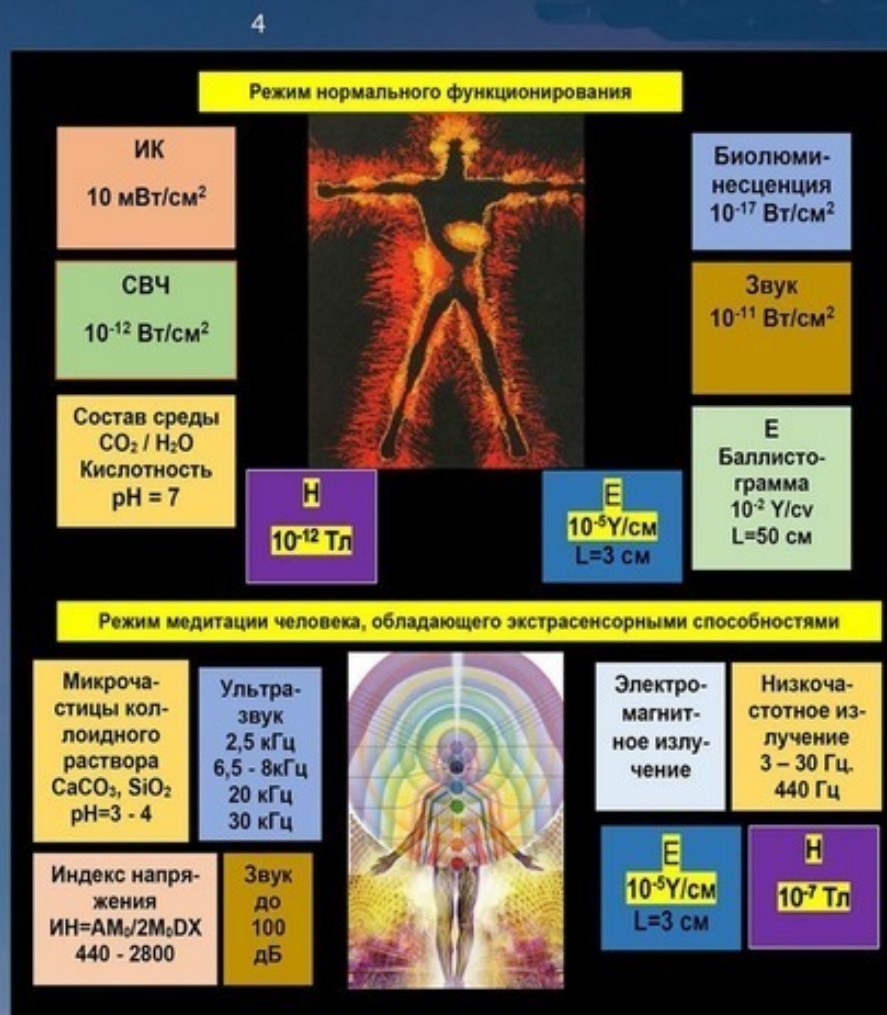 4
Режим нормального функционирования
ИК
10 мВт/см²
Биолюми-
несценция
10⁻¹⁷ Вт/см²
СВЧ
10⁻¹² Вт/см²
Звук
10⁻¹¹ Вт/см²
Состав среды
CO₂ / H₂O
Кислотность
pH = 7
H
10⁻¹² Тл
E
10⁻⁵Y/см
L=3 см
E
Баллисто-
грамма
10⁻² Y/cv
L=50 см
Режим медитации человека, обладающего экстрасенсорными способностями
Микроча-
стицы кол-
лоидного
раствора
CaCO₃, SiO₂
pH=3 - 4
Ультра-
звук
2,5 кГц
6,5 - 8кГц
20 кГц
30 кГц
Электро-
магнит-
ное излу-
чение
Низкоча-
стотное из-
лучение
3 – 30 Гц.
440 Гц
Индекс напря-
жения
ИН=АМ₀/2М₀DX
440 - 2800
Звук
до
100
дБ
E
10⁻⁵Y/см
L=3 см
H
10⁻⁷ Тл